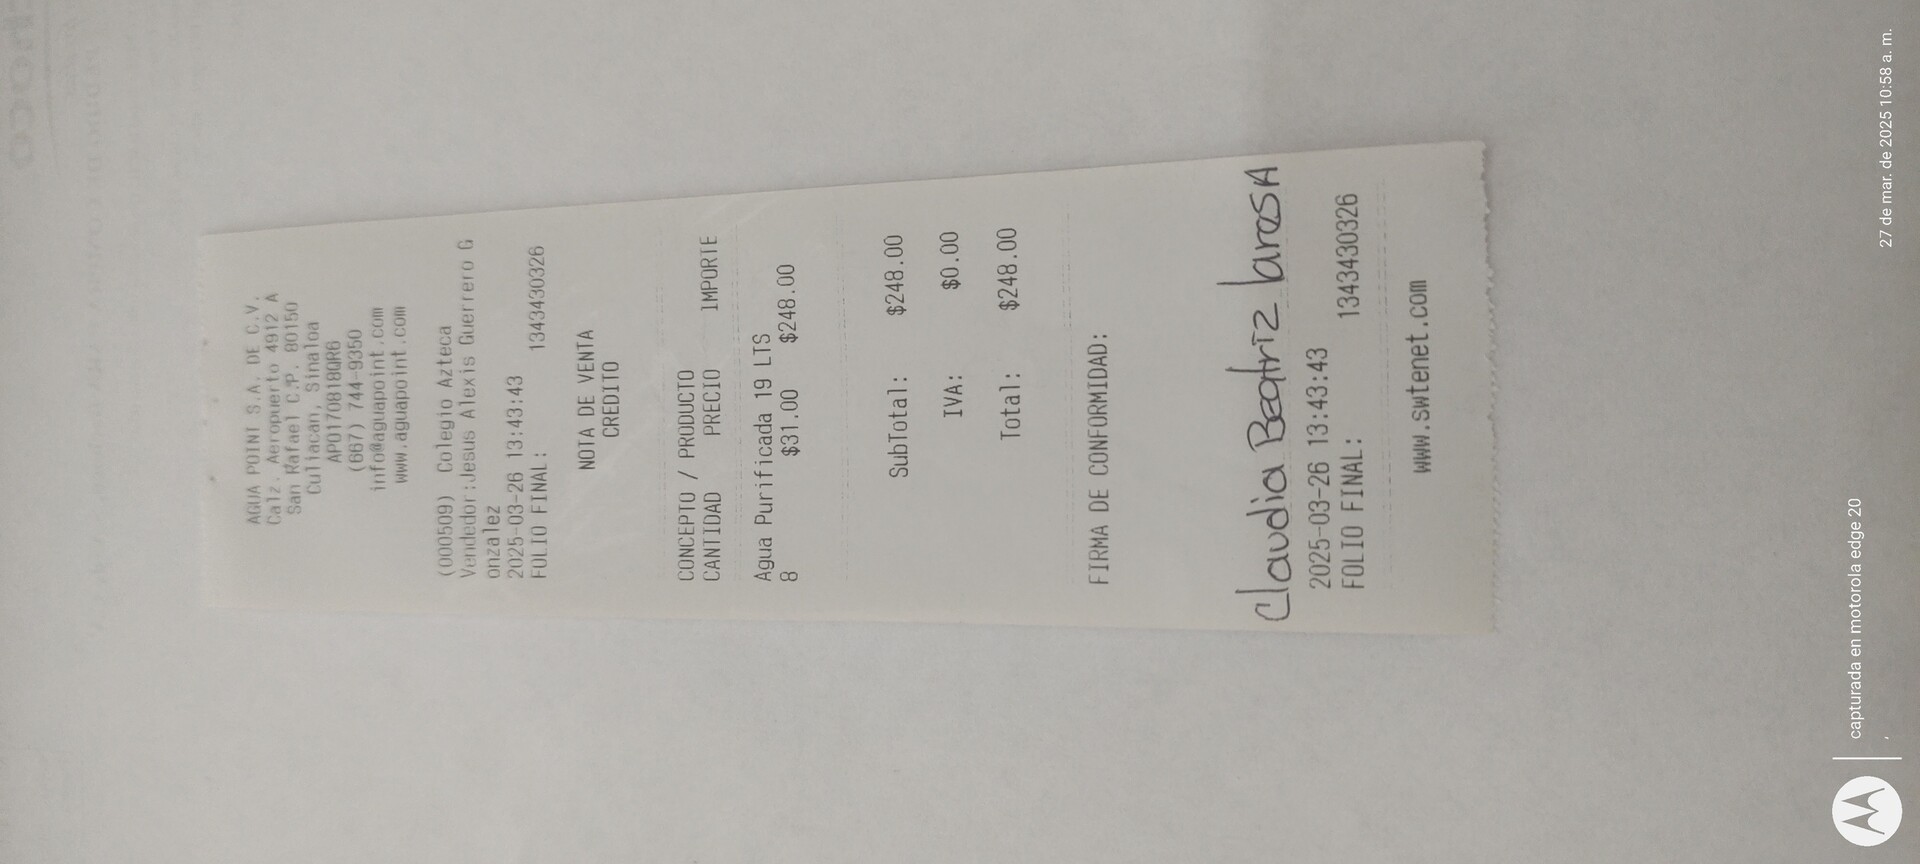 AGUA POINT S.A. DE C.V.
Calz. Aeropuerto 4912 A
San Rafael C.P. 80150
Culiacan, Sinaloa
APO170818QR6
(667) 744-9350
info@aguapoint.com
www.aguapoint.com
(000509) Colegio Azteca
Vendedor:Jesus Alexis Guerrero G
onzalez
2025-03-26 13:43:43
FOLIO FINAL: 1343430326
NOTA DE VENTA
CREDITO
CONCEPTO / PRODUCTO
CANTIDAD PRECIO IMPORTE
Agua Purificada 19 LTS
8 $31.00 $248.00
SubTotal: $248.00
IVA: $0.00
Total: $248.00
FIRMA DE CONFORMIDAD:
Claudia Beatriz
2025-03-26 13:43:43
FOLIO FINAL: 1343430326
www.swtenet.com
capturada en motorola edge 20
27 de mar. de 2025 10:58 a. m.